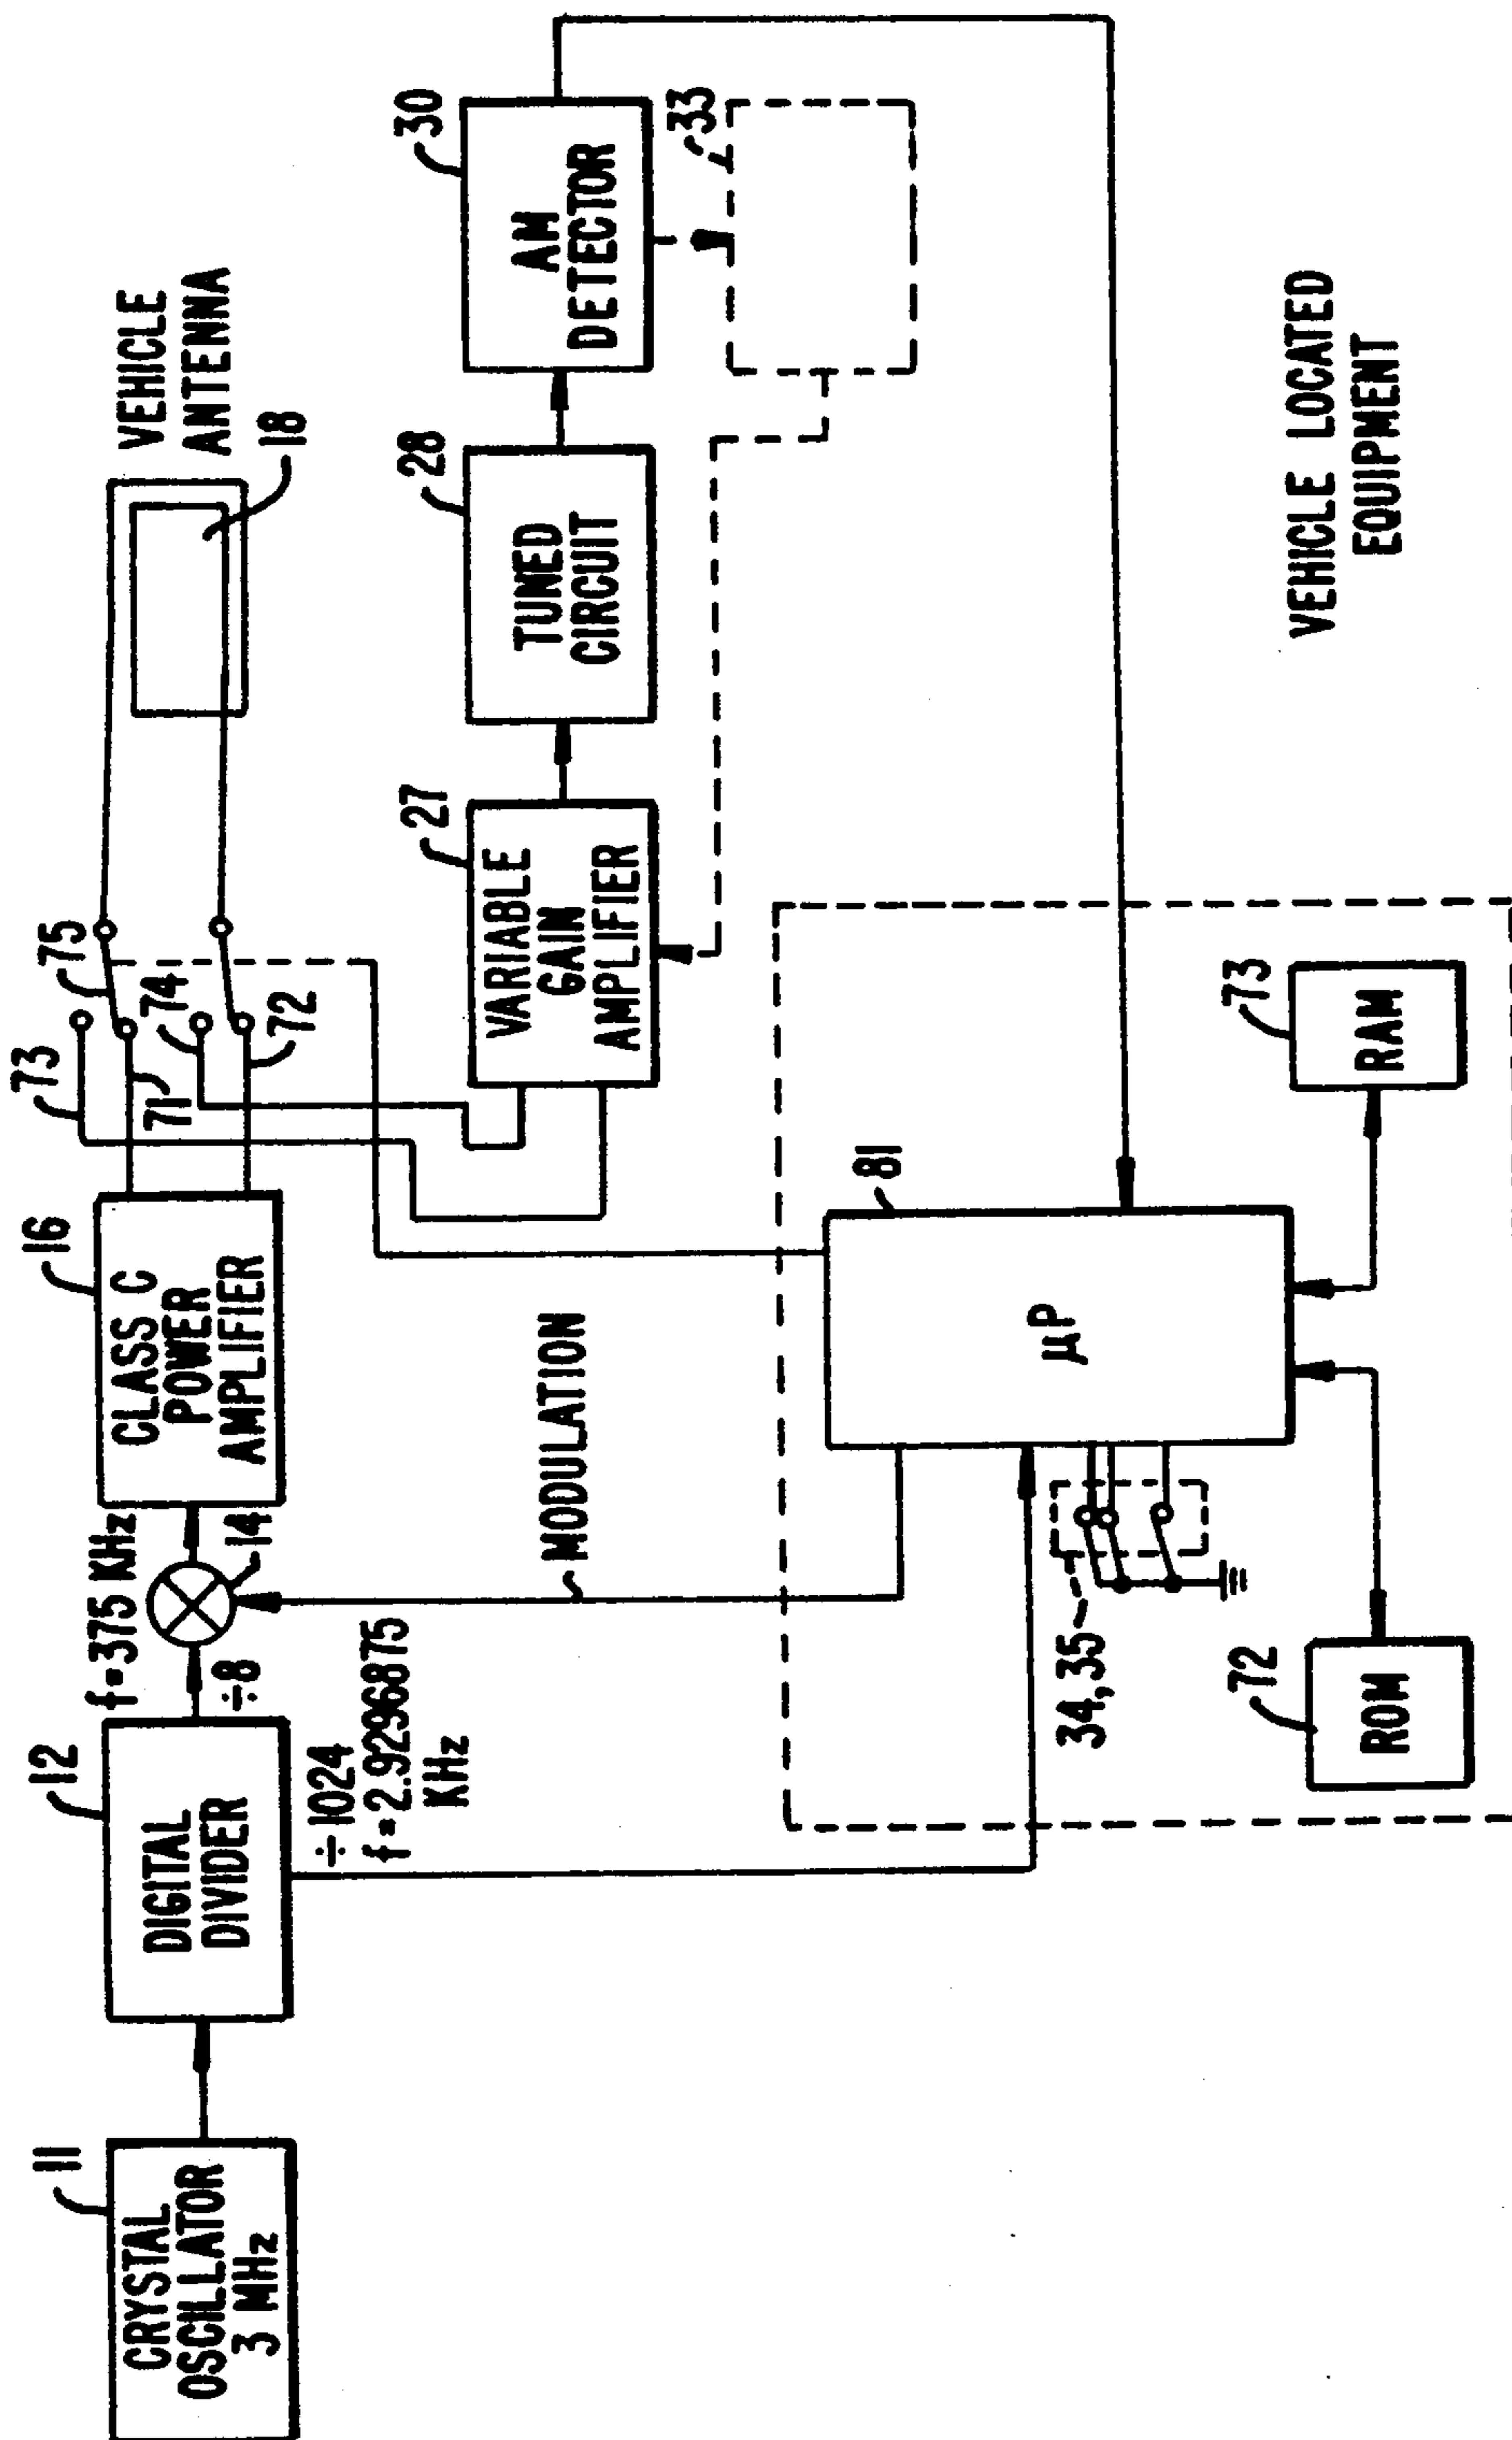 11
CRYSTAL
OSCILLATOR
3 MHz
12
DIGITAL
DIVIDER
÷8
f=375 KHz
14
÷1024
f=2.9296875
KHz
16
CLASS C
POWER
AMPLIFIER
MODULATION
73
71
74
75
72
VEHICLE
ANTENNA
18
27
VARIABLE
GAIN
AMPLIFIER
28
TUNED
CIRCUIT
30
AM
DETECTOR
33
81
μP
34,35
72
ROM
73
RAM
VEHICLE LOCATED
EQUIPMENT